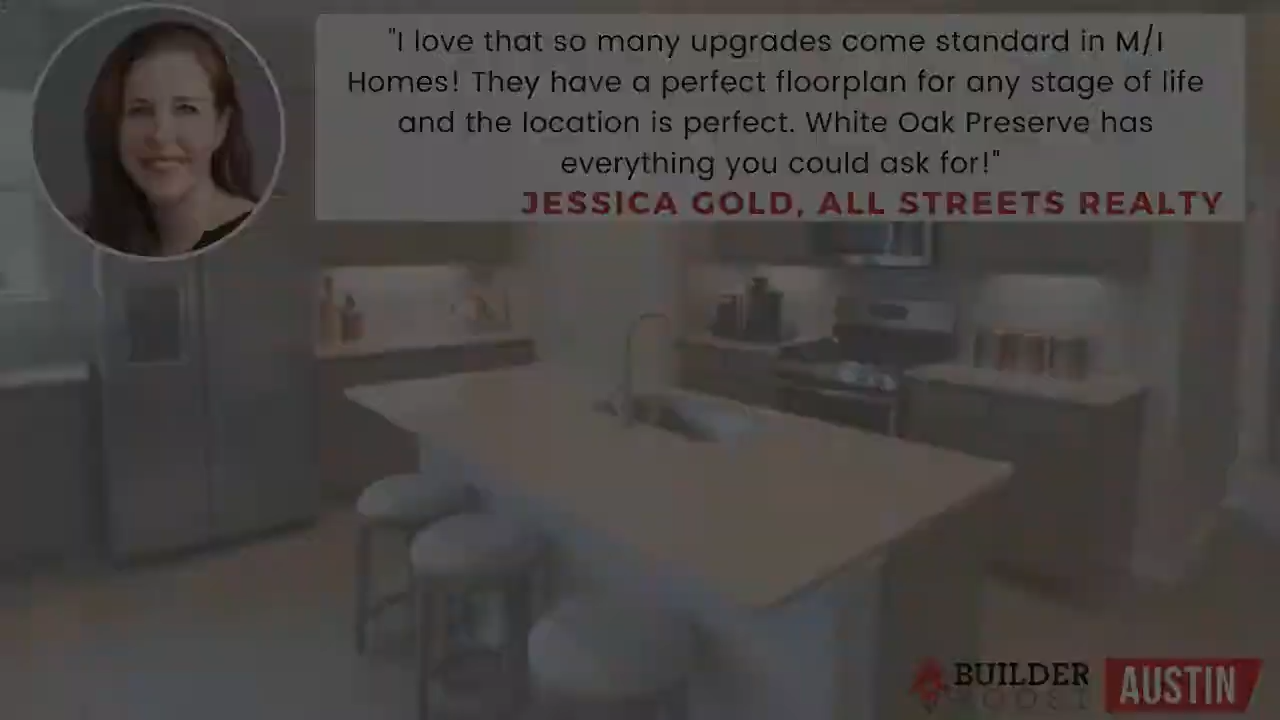 "I love that so many upgrades come standard in M/I
Homes! They have a perfect floorplan for any stage of life
and the location is perfect. White Oak Preserve has
everything you could ask for!"
JESSICA GOLD, ALL STREETS REALTY
BUILDER
BOOST
AUSTIN